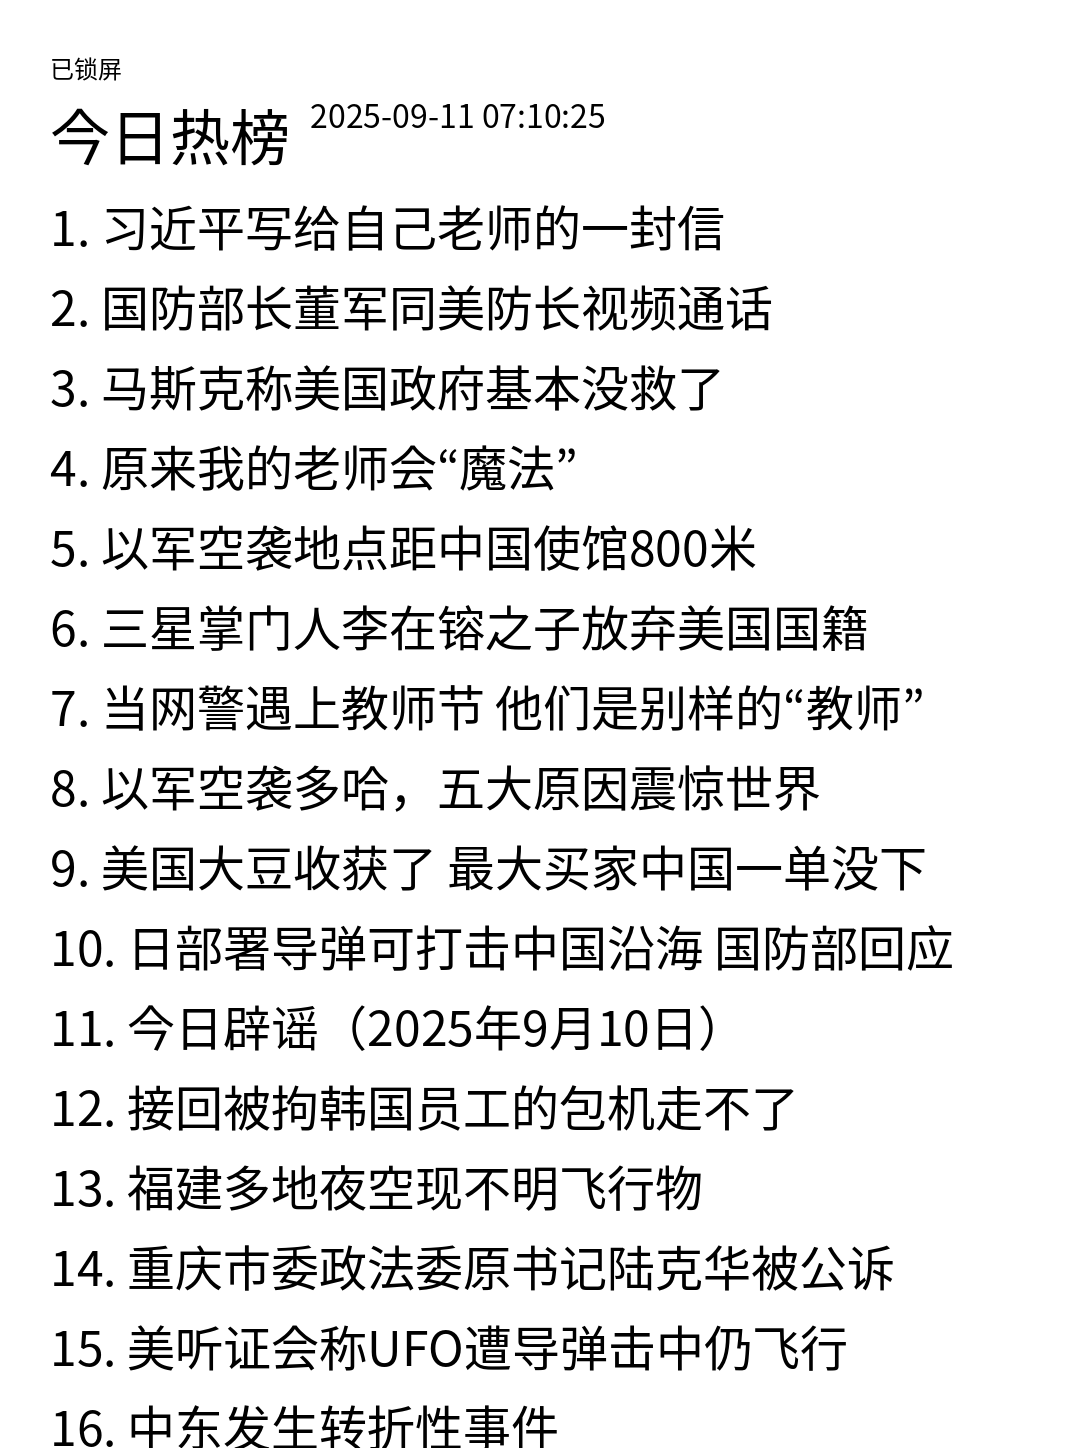 已锁屏
今日热榜 2025-09-11 07:10:25
1. 习近平写给自己老师的一封信
2. 国防部长董军同美防长视频通话
3. 马斯克称美国政府基本没救了
4. 原来我的老师会“魔法”
5. 以军空袭地点距中国使馆800米
6. 三星掌门人李在镕之子放弃美国国籍
7. 当网警遇上教师节 他们是别样的“教师”
8. 以军空袭多哈，五大原因震惊世界
9. 美国大豆收获了 最大买家中国一单没下
10. 日部署导弹可打击中国沿海 国防部回应
11. 今日辟谣（2025年9月10日）
12. 接回被拘韩国员工的包机走不了
13. 福建多地夜空现不明飞行物
14. 重庆市委政法委原书记陆克华被公诉
15. 美听证会称UFO遭导弹击中仍飞行
16. 中东发生转折性事件